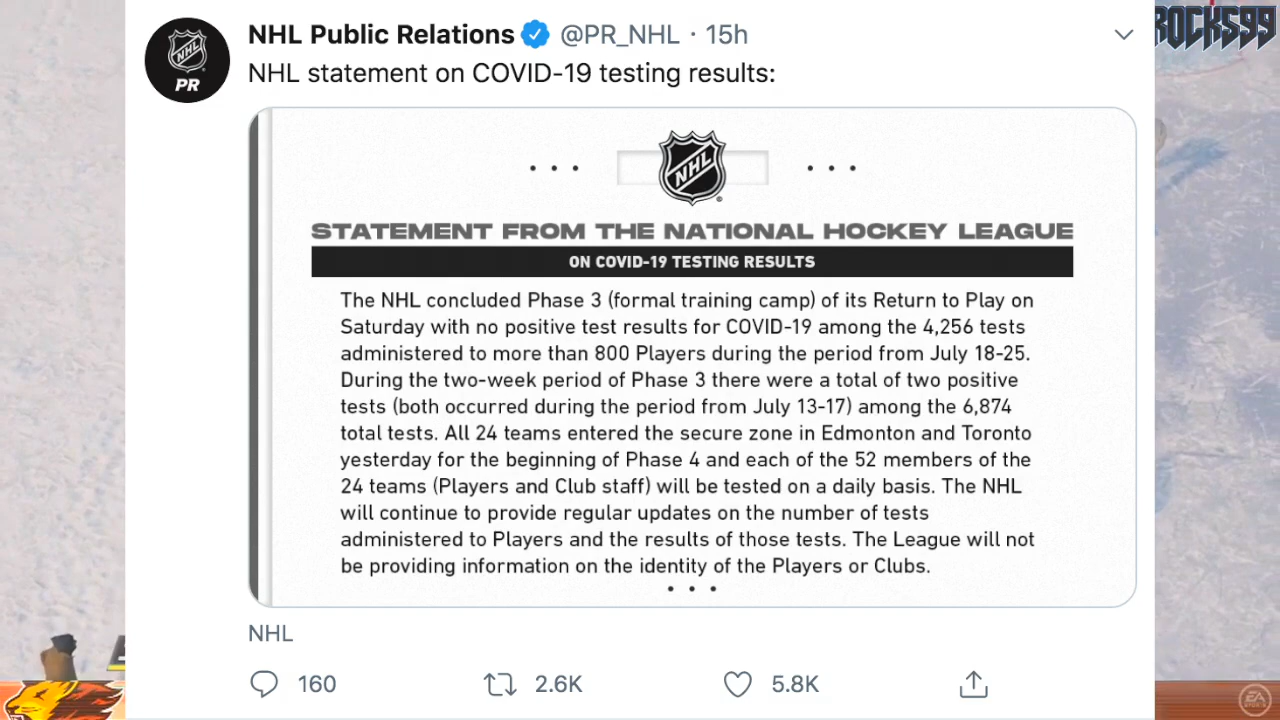 NHL Public Relations @PR_NHL · 15h
NHL statement on COVID-19 testing results:
NHL
PR
NHL
STATEMENT FROM THE NATIONAL HOCKEY LEAGUE
ON COVID-19 TESTING RESULTS
The NHL concluded Phase 3 (formal training camp) of its Return to Play on
Saturday with no positive test results for COVID-19 among the 4,256 tests
administered to more than 800 Players during the period from July 18-25.
During the two-week period of Phase 3 there were a total of two positive
tests (both occurred during the period from July 13-17) among the 6,874
total tests. All 24 teams entered the secure zone in Edmonton and Toronto
yesterday for the beginning of Phase 4 and each of the 52 members of the
24 teams (Players and Club staff) will be tested on a daily basis. The NHL
will continue to provide regular updates on the number of tests
administered to Players and the results of those tests. The League will not
be providing information on the identity of the Players or Clubs.
NHL
160 2.6K 5.8K
ROCKS99
EA
SPORTS